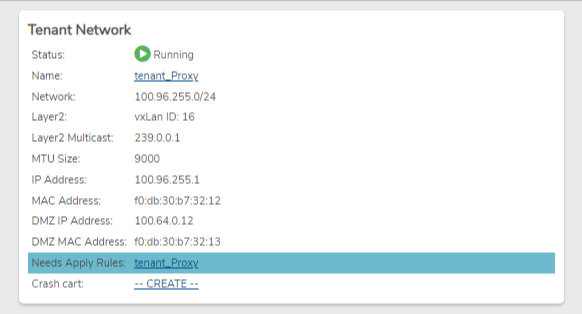 Tenant Network
Status: Running
Name: tenant_Proxy
Network: 100.96.255.0/24
Layer2: vxLan ID: 16
Layer2 Multicast: 239.0.0.1
MTU Size: 9000
IP Address: 100.96.255.1
MAC Address: f0:db:30:b7:32:12
DMZ IP Address: 100.64.0.12
DMZ MAC Address: f0:db:30:b7:32:13
Needs Apply Rules: tenant_Proxy
Crash cart: -- CREATE --